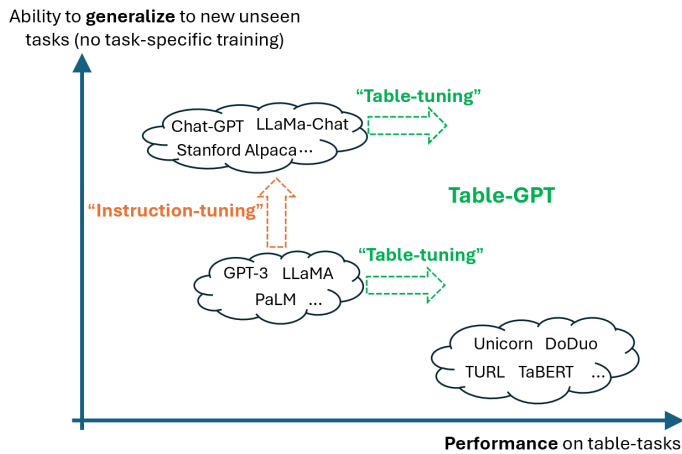 Ability to generalize to new unseen
tasks (no task-specific training)
“Table-tuning”
Chat-GPT LLaMa-Chat
Stanford Alpaca ...
Table-GPT
“Instruction-tuning”
“Table-tuning”
GPT-3 LLaMA
PaLM ...
Unicorn DoDuo
TURL TaBERT ...
Performance on table-tasks